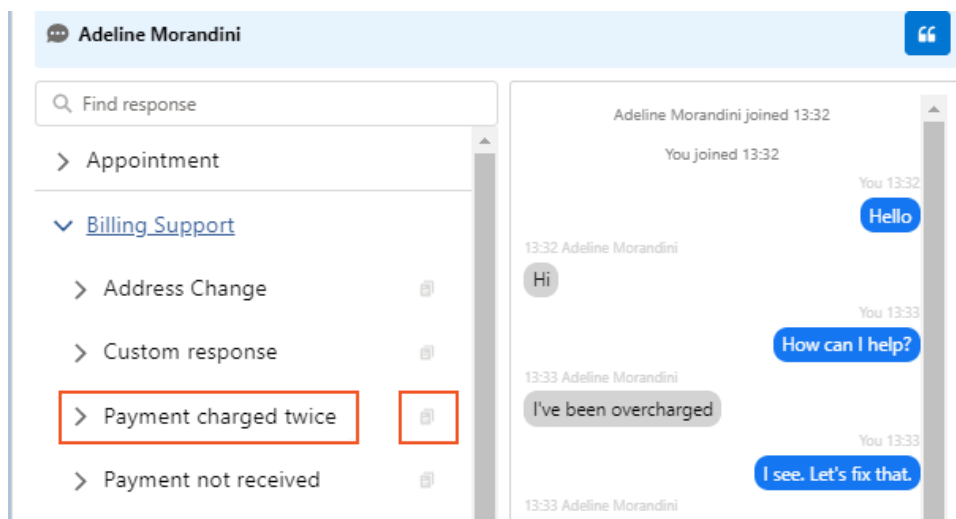 Adeline Morandini
Find response
Appointment
Billing Support
Address Change
Custom response
Payment charged twice
Payment not received
Adeline Morandini joined 13:32
You joined 13:32
You 13:32
Hello
13:32 Adeline Morandini
Hi
You 13:33
How can I help?
13:33 Adeline Morandini
I've been overcharged
You 13:33
I see. Let's fix that.
13:33 Adeline Morandini